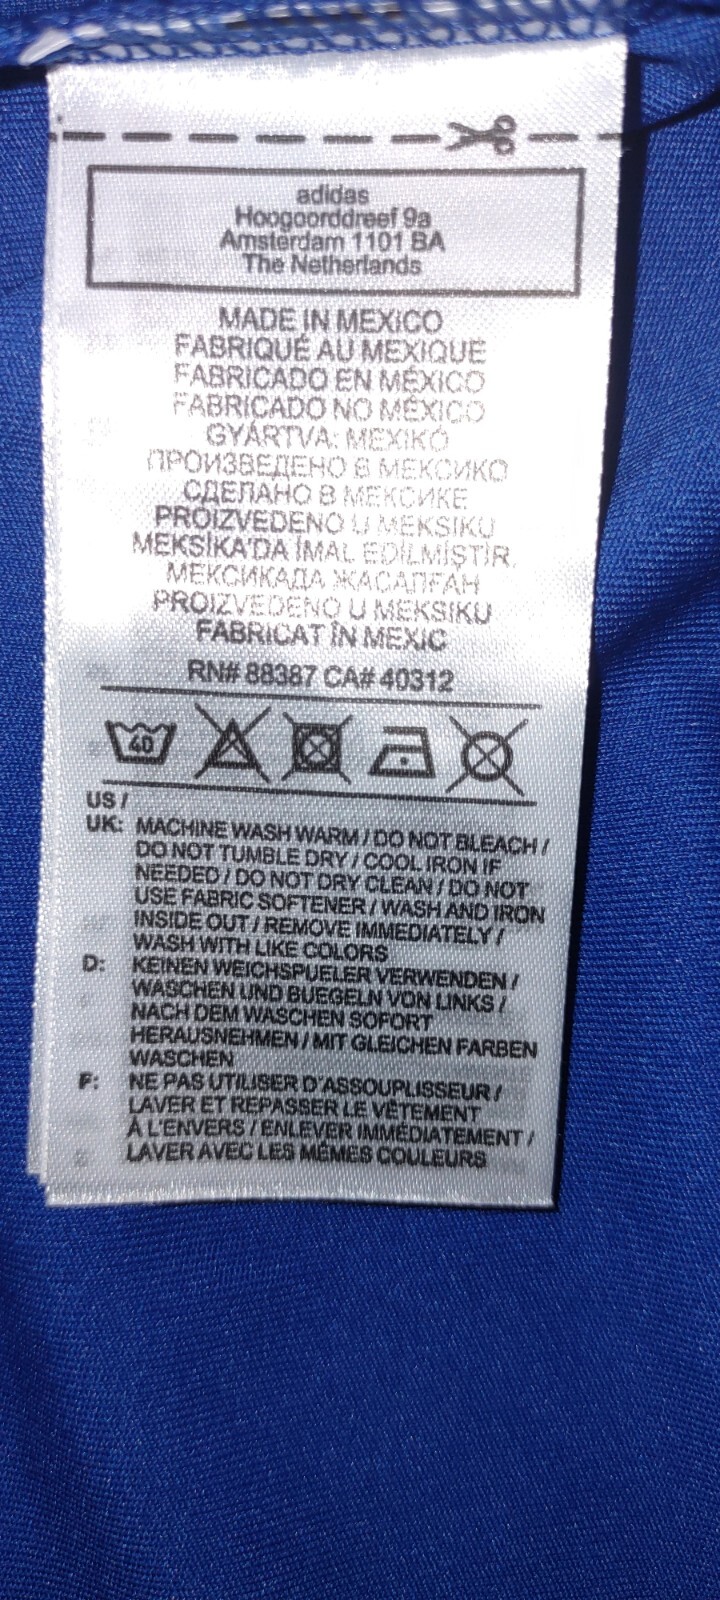 adidas
Hoogoorddreef 9a
Amsterdam 1101 BA
The Netherlands
MADE IN MEXICO
FABRIQUÉ AU MEXIQUE
FABRICADO EN MÉXICO
FABRICADO NO MÉXICO
GYÁRTVA: MEXIKÓ
ПРОИЗВЕДЕНО В МЕКСИКО
СДЕЛАНО В МЕКСИКЕ
PROIZVEDENO U MEKSIKU
MEKSİKA'DA İMAL EDİLMİŞTİR.
МЕКСИКАДА ЖАСАЛҒАН
PROIZVEDENO U MEKSIKU
FABRICAT ÎN MEXIC
RN# 88387 CA# 40312
40
US /
UK: MACHINE WASH WARM / DO NOT BLEACH /
DO NOT TUMBLE DRY / COOL IRON IF
NEEDED / DO NOT DRY CLEAN / DO NOT
USE FABRIC SOFTENER / WASH AND IRON
INSIDE OUT / REMOVE IMMEDIATELY /
WASH WITH LIKE COLORS
D: KEINEN WEICHSPUELER VERWENDEN /
WASCHEN UND BUEGELN VON LINKS /
NACH DEM WASCHEN SOFORT
HERAUSNEHMEN / MIT GLEICHEN FARBEN
WASCHEN
F: NE PAS UTILISER D'ASSOUPLISSEUR /
LAVER ET REPASSER LE VÊTEMENT
À L'ENVERS / ENLEVER IMMÉDIATEMENT /
LAVER AVEC LES MÊMES COULEURS